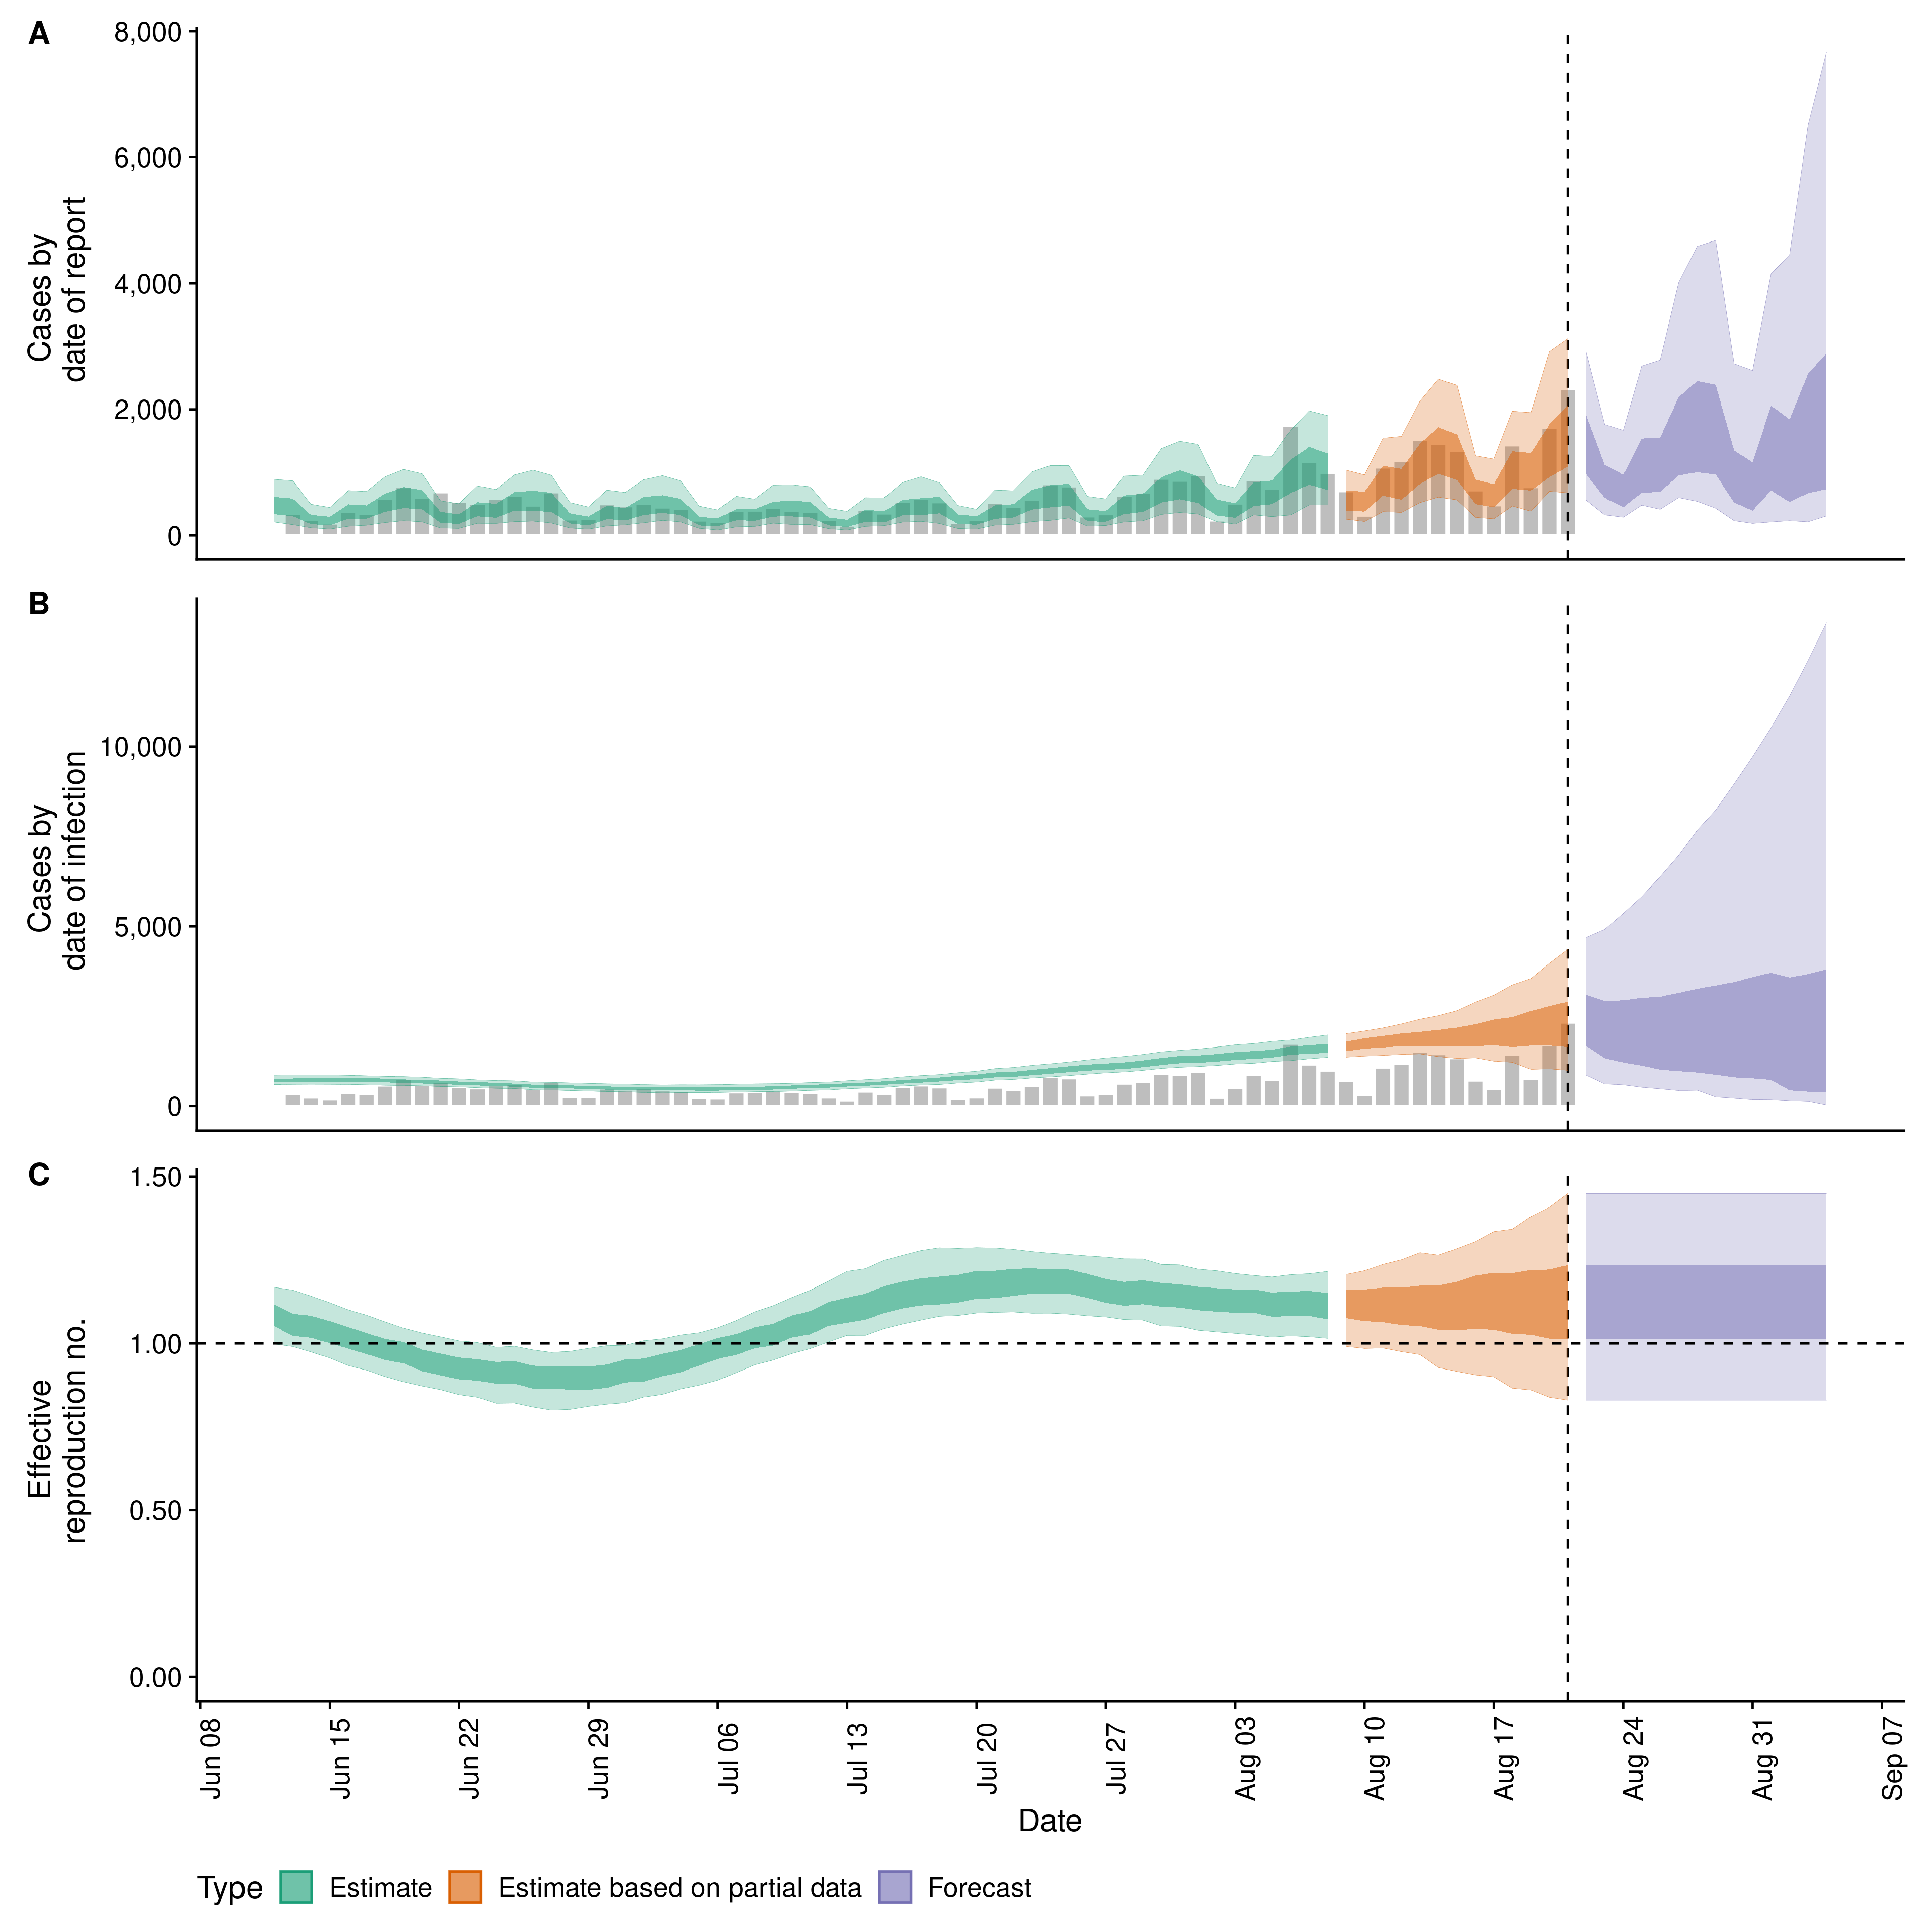 A
8,000
6,000
4,000
2,000
0
Cases by
date of report
B
10,000
5,000
0
Cases by
date of infection
C
1.50
1.00
0.50
0.00
Effective
reproduction no.
Jun 08
Jun 15
Jun 22
Jun 29
Jul 06
Jul 13
Jul 20
Jul 27
Aug 03
Aug 10
Aug 17
Aug 24
Aug 31
Sep 07
Date
Type Estimate Estimate based on partial data Forecast